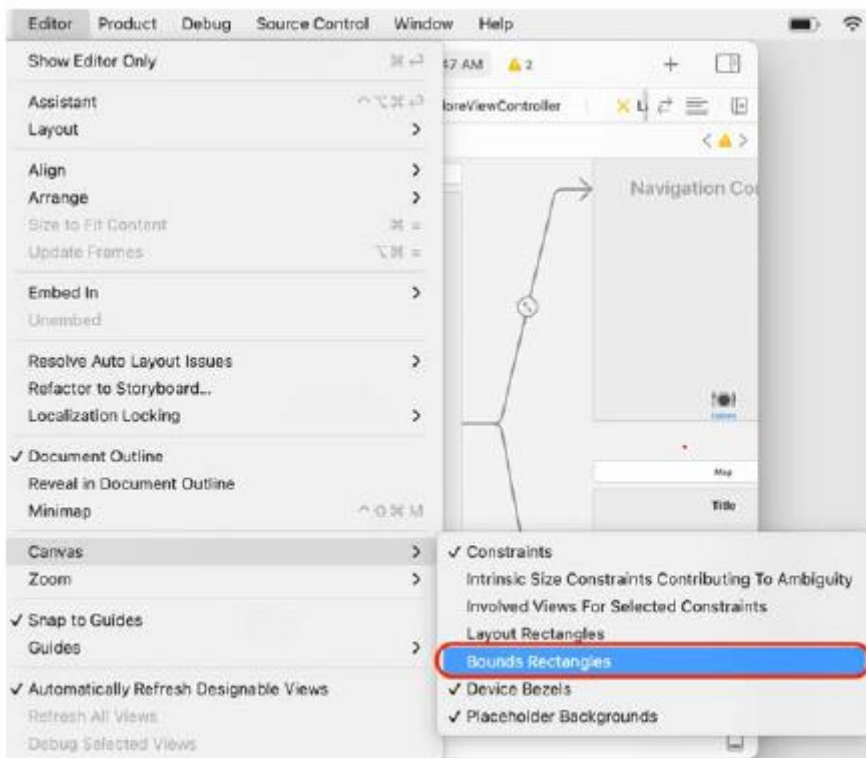 Editor Product Debug Source Control Window Help
Show Editor Only
47 AM 2
Assistant
oreViewController
Layout
Align
Arrange
Navigation Co
Size to Fit Content ⌘ =
Update Frames ⌥⌘ =
Embed In
Unembed
Resolve Auto Layout Issues
Refactor to Storyboard...
Localization Locking
✓ Document Outline
Reveal in Document Outline
Map
Minimap
Title
Canvas
✓ Constraints
Zoom
Intrinsic Size Constraints Contributing To Ambiguity
Involved Views For Selected Constraints
✓ Snap to Guides
Layout Rectangles
Guides
Bounds Rectangles
✓ Automatically Refresh Designable Views
✓ Device Bezels
Refresh All Views
✓ Placeholder Backgrounds
Debug Selected Views